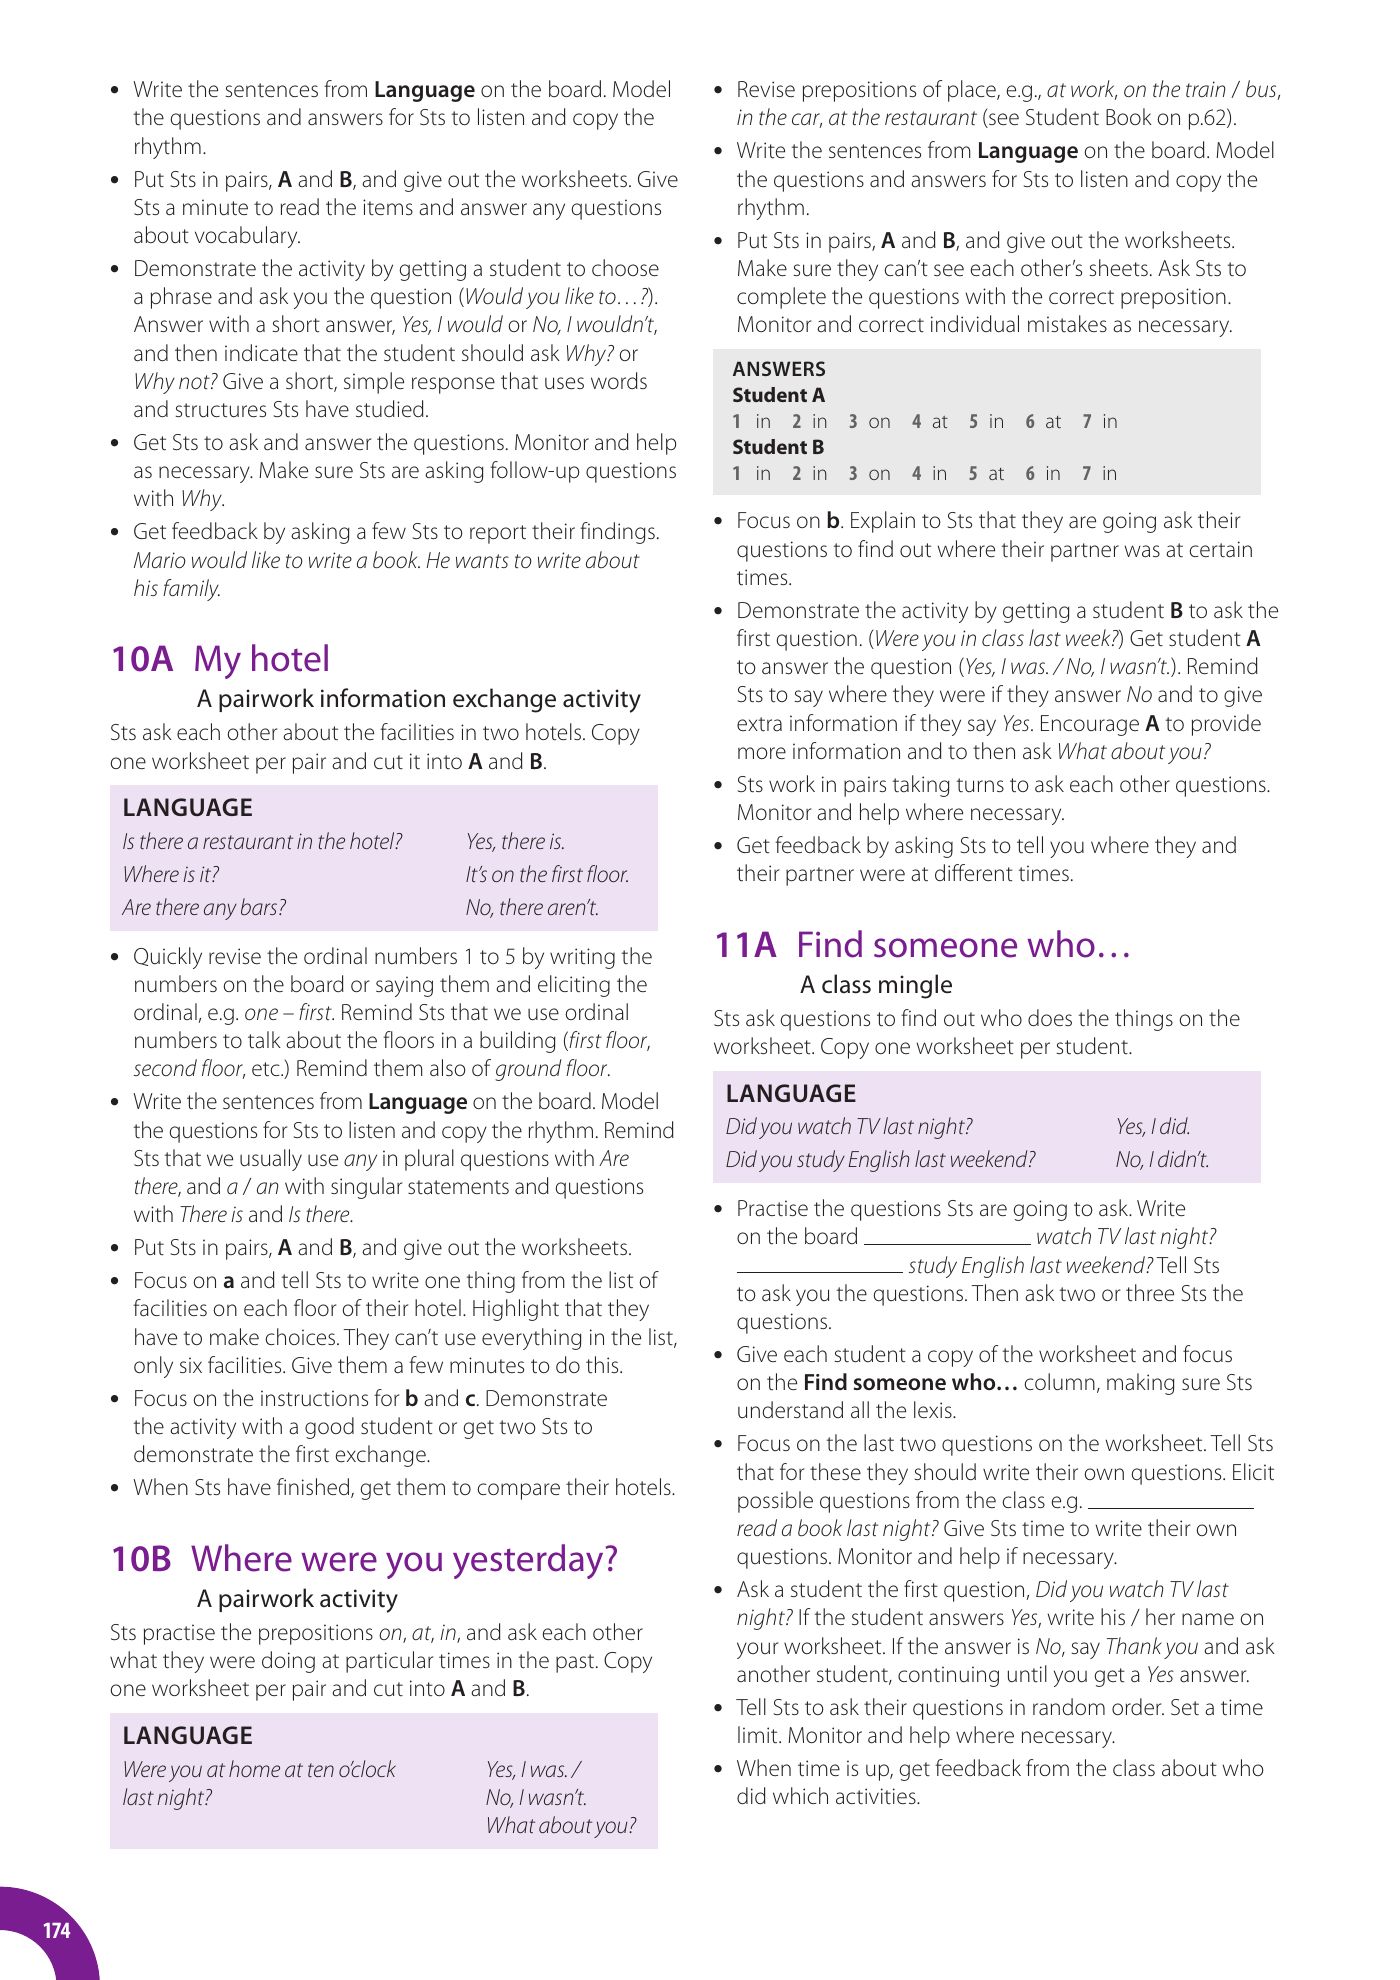 • Write the sentences from Language on the board. Model
the questions and answers for Sts to listen and copy the
rhythm.
• Put Sts in pairs, A and B, and give out the worksheets. Give
Sts a minute to read the items and answer any questions
about vocabulary.
• Demonstrate the activity by getting a student to choose
a phrase and ask you the question (Would you like to…?).
Answer with a short answer, Yes, I would or No, I wouldn’t,
and then indicate that the student should ask Why? or
Why not? Give a short, simple response that uses words
and structures Sts have studied.
• Get Sts to ask and answer the questions. Monitor and help
as necessary. Make sure Sts are asking follow-up questions
with Why.
• Get feedback by asking a few Sts to report their findings.
Mario would like to write a book. He wants to write about
his family.
10A My hotel
A pairwork information exchange activity
Sts ask each other about the facilities in two hotels. Copy
one worksheet per pair and cut it into A and B.
LANGUAGE
Is there a restaurant in the hotel? Yes, there is.
Where is it? It’s on the first floor.
Are there any bars? No, there aren’t.
• Quickly revise the ordinal numbers 1 to 5 by writing the
numbers on the board or saying them and eliciting the
ordinal, e.g. one – first. Remind Sts that we use ordinal
numbers to talk about the floors in a building (first floor,
second floor, etc.) Remind them also of ground floor.
• Write the sentences from Language on the board. Model
the questions for Sts to listen and copy the rhythm. Remind
Sts that we usually use any in plural questions with Are
there, and a / an with singular statements and questions
with There is and Is there.
• Put Sts in pairs, A and B, and give out the worksheets.
• Focus on a and tell Sts to write one thing from the list of
facilities on each floor of their hotel. Highlight that they
have to make choices. They can’t use everything in the list,
only six facilities. Give them a few minutes to do this.
• Focus on the instructions for b and c. Demonstrate
the activity with a good student or get two Sts to
demonstrate the first exchange.
• When Sts have finished, get them to compare their hotels.
10B Where were you yesterday?
A pairwork activity
Sts practise the prepositions on, at, in, and ask each other
what they were doing at particular times in the past. Copy
one worksheet per pair and cut into A and B.
LANGUAGE
Were you at home at ten o’clock Yes, I was. /
last night? No, I wasn’t.
What about you?
• Revise prepositions of place, e.g., at work, on the train / bus,
in the car, at the restaurant (see Student Book on p.62).
• Write the sentences from Language on the board. Model
the questions and answers for Sts to listen and copy the
rhythm.
• Put Sts in pairs, A and B, and give out the worksheets.
Make sure they can’t see each other’s sheets. Ask Sts to
complete the questions with the correct preposition.
Monitor and correct individual mistakes as necessary.
ANSWERS
Student A
1 in 2 in 3 on 4 at 5 in 6 at 7 in
Student B
1 in 2 in 3 on 4 in 5 at 6 in 7 in
• Focus on b. Explain to Sts that they are going ask their
questions to find out where their partner was at certain
times.
• Demonstrate the activity by getting a student B to ask the
first question. (Were you in class last week?) Get student A
to answer the question (Yes, I was. / No, I wasn’t.). Remind
Sts to say where they were if they answer No and to give
extra information if they say Yes. Encourage A to provide
more information and to then ask What about you?
• Sts work in pairs taking turns to ask each other questions.
Monitor and help where necessary.
• Get feedback by asking Sts to tell you where they and
their partner were at different times.
11A Find someone who…
A class mingle
Sts ask questions to find out who does the things on the
worksheet. Copy one worksheet per student.
LANGUAGE
Did you watch TV last night? Yes, I did.
Did you study English last weekend? No, I didn’t.
• Practise the questions Sts are going to ask. Write
on the board ______________ watch TV last night?
______________ study English last weekend? Tell Sts
to ask you the questions. Then ask two or three Sts the
questions.
• Give each student a copy of the worksheet and focus
on the Find someone who… column, making sure Sts
understand all the lexis.
• Focus on the last two questions on the worksheet. Tell Sts
that for these they should write their own questions. Elicit
possible questions from the class e.g. ______________
read a book last night? Give Sts time to write their own
questions. Monitor and help if necessary.
• Ask a student the first question, Did you watch TV last
night? If the student answers Yes, write his / her name on
your worksheet. If the answer is No, say Thank you and ask
another student, continuing until you get a Yes answer.
• Tell Sts to ask their questions in random order. Set a time
limit. Monitor and help where necessary.
• When time is up, get feedback from the class about who
did which activities.
174